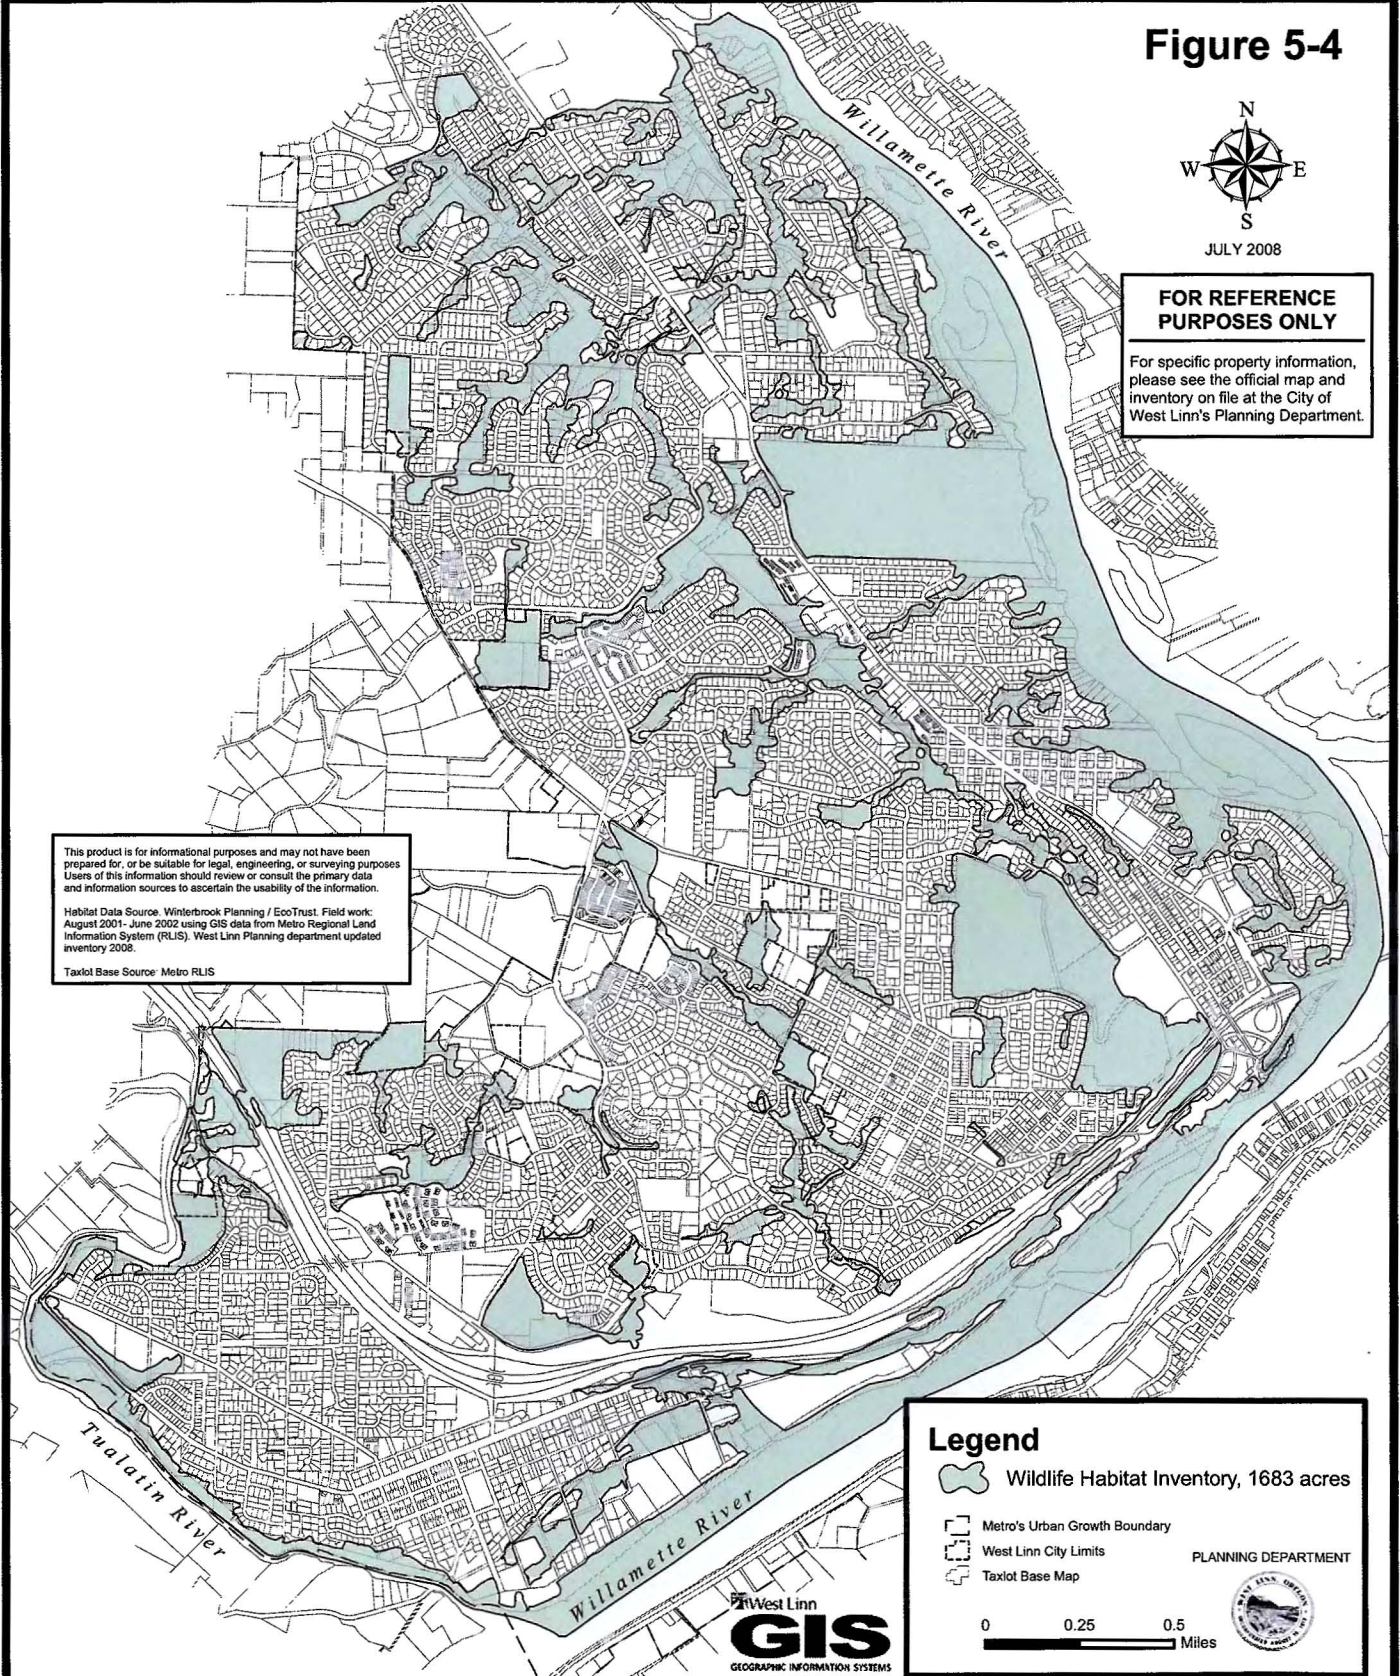 Figure 5-4
N
W
E
S
JULY 2008
FOR REFERENCE
PURPOSES ONLY
For specific property information,
please see the official map and
inventory on file at the City of
West Linn's Planning Department.
Willamette River
This product is for informational purposes and may not have been
prepared for, or be suitable for legal, engineering, or surveying purposes
Users of this information should review or consult the primary data
and information sources to ascertain the usability of the information.
Habitat Data Source. Winterbrook Planning / EcoTrust. Field work:
August 2001- June 2002 using GIS data from Metro Regional Land
Information System (RLIS). West Linn Planning department updated
inventory 2008.
Taxlot Base Source: Metro RLIS
Tualatin River
Willamette River
West Linn
GIS
GEOGRAPHIC INFORMATION SYSTEMS
Legend
Wildlife Habitat Inventory, 1683 acres
Metro's Urban Growth Boundary
West Linn City Limits
Taxlot Base Map
PLANNING DEPARTMENT
0 0.25 0.5
Miles
WEST LINN, OREGON